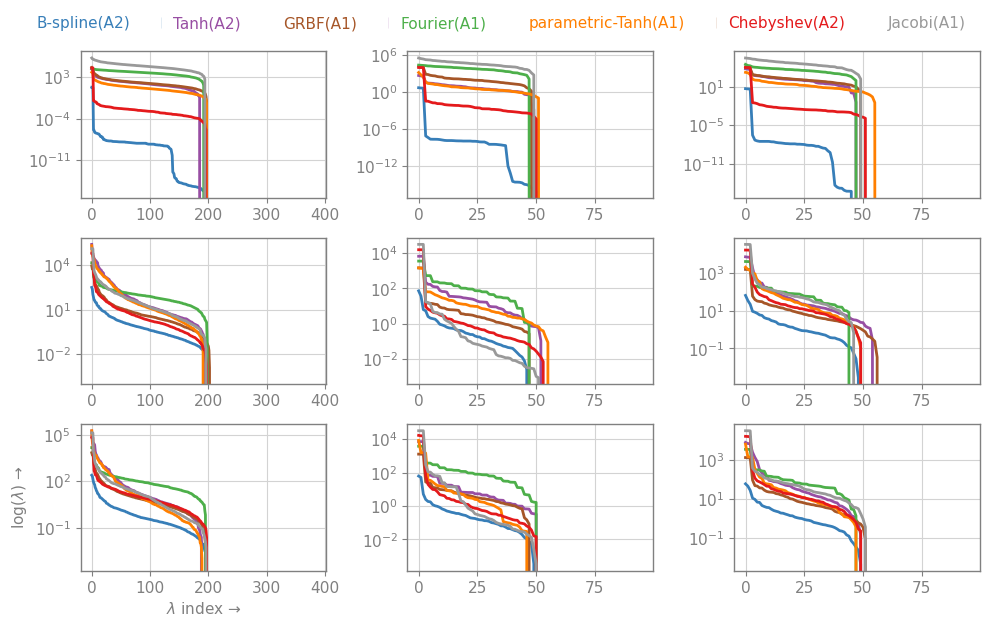 B-spline(A2) Tanh(A2) GRBF(A1) Fourier(A1) parametric-Tanh(A1) Chebyshev(A2) Jacobi(A1)
10³ 10⁻⁴ 10⁻¹¹
0 100 200 300 400
10⁶ 10⁰ 10⁻⁶ 10⁻¹²
0 25 50 75
10¹ 10⁻⁵ 10⁻¹¹
0 25 50 75
10⁴ 10¹ 10⁻²
0 100 200 300 400
10⁴ 10² 10⁰ 10⁻²
0 25 50 75
10³ 10¹ 10⁻¹
0 25 50 75
log(λ) →
10⁵ 10² 10⁻¹
0 100 200 300 400
λ index →
10⁴ 10² 10⁰ 10⁻²
0 25 50 75
10³ 10¹ 10⁻¹
0 25 50 75